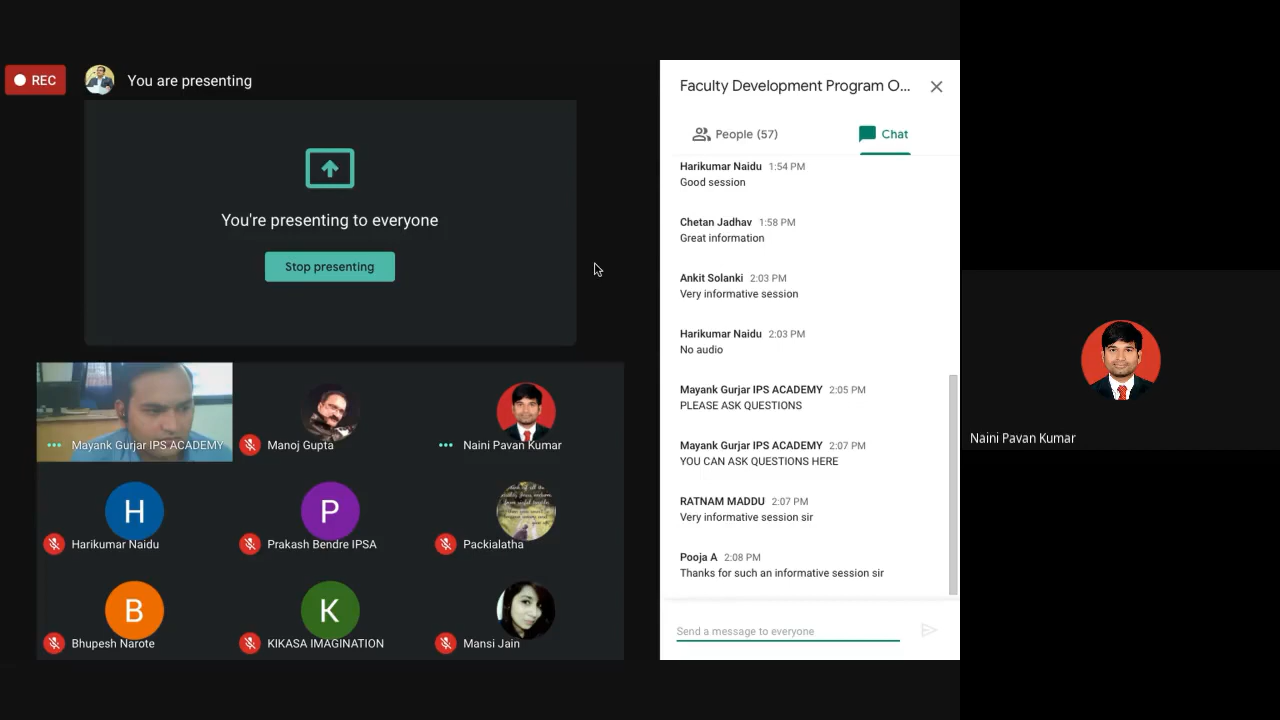 REC
You are presenting
You're presenting to everyone
Stop presenting
Mayank Gurjar IPS ACADEMY
Manoj Gupta
Naini Pavan Kumar
H
Harikumar Naidu
P
Prakash Bendre IPSA
Packialatha
B
Bhupesh Narote
K
KIKASA IMAGINATION
Mansi Jain
Faculty Development Program O...
People (57)
Chat
Harikumar Naidu 1:54 PM
Good session
Chetan Jadhav 1:58 PM
Great information
Ankit Solanki 2:03 PM
Very informative session
Harikumar Naidu 2:03 PM
No audio
Mayank Gurjar IPS ACADEMY 2:05 PM
PLEASE ASK QUESTIONS
Mayank Gurjar IPS ACADEMY 2:07 PM
YOU CAN ASK QUESTIONS HERE
RATNAM MADDU 2:07 PM
Very informative session sir
Pooja A 2:08 PM
Thanks for such an informative session sir
Send a message to everyone
Naini Pavan Kumar